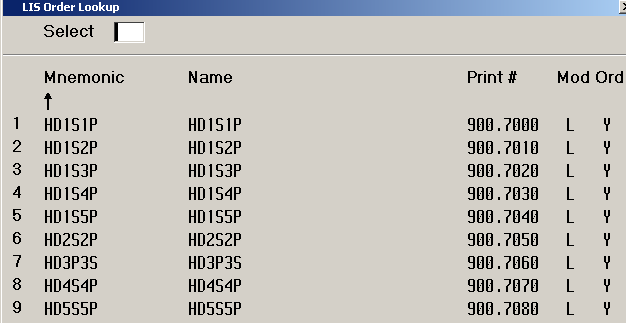 LIS Order Lookup
Select
Mnemonic Name Print # Mod Ord
1 HD1S1P HD1S1P 900.7000 L Y
2 HD1S2P HD1S2P 900.7010 L Y
3 HD1S3P HD1S3P 900.7020 L Y
4 HD1S4P HD1S4P 900.7030 L Y
5 HD1S5P HD1S5P 900.7040 L Y
6 HD2S2P HD2S2P 900.7050 L Y
7 HD3P3S HD3P3S 900.7060 L Y
8 HD4S4P HD4S4P 900.7070 L Y
9 HD5S5P HD5S5P 900.7080 L Y